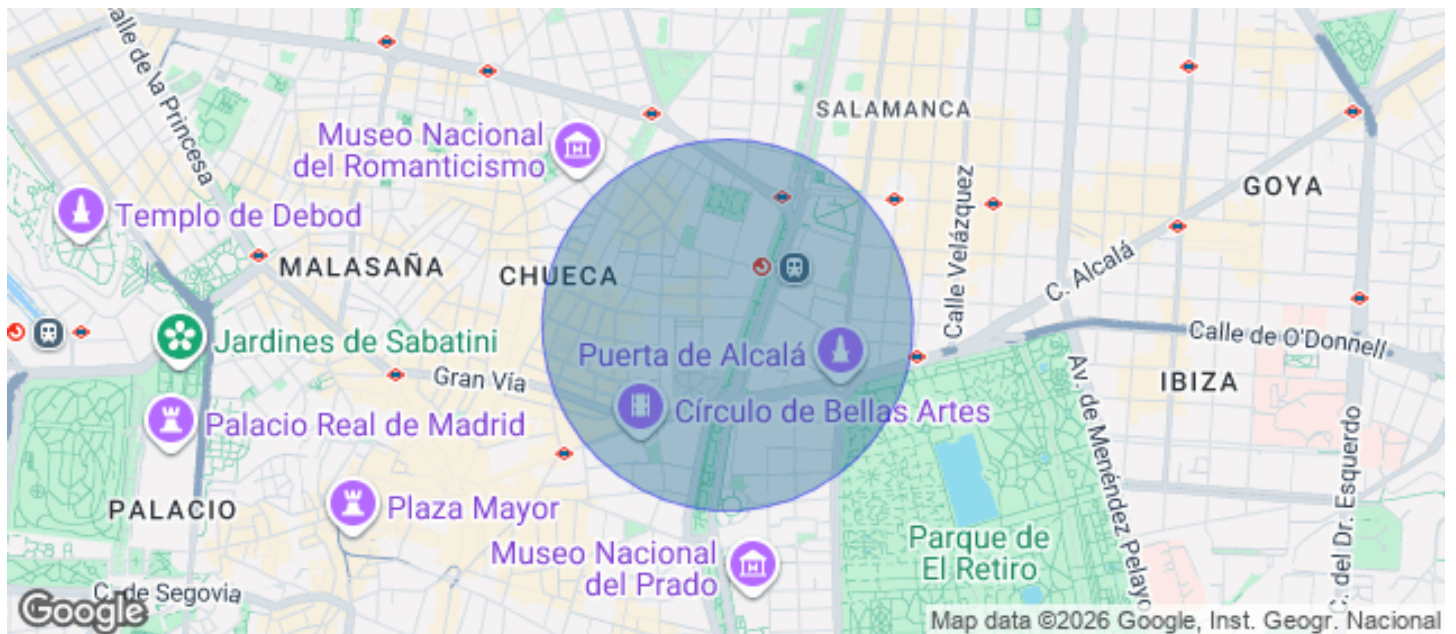 Calle de la Princesa
SALAMANCA
Museo Nacional
del Romanticismo
Calle Velázquez
GOYA
Templo de Debod
MALASAÑA
CHUECA
C. Alcalá
Jardines de Sabatini
Calle de O'Donnell
Puerta de Alcalá
Gran Vía
IBIZA
Av. de Menéndez Pelayo
Palacio Real de Madrid
Círculo de Bellas Artes
C. del Dr. Esquerdo
PALACIO
Plaza Mayor
Parque de
El Retiro
Museo Nacional
del Prado
C. de Segovia
Google
Map data ©2026 Google, Inst. Geogr. Nacional